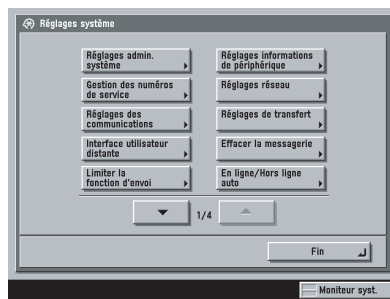 Réglages système
Réglages admin.
système
Réglages informations
de périphérique
Gestion des numéros
de service
Réglages réseau
Réglages des
communications
Réglages de transfert
Interface utilisateur
distante
Effacer la messagerie
Limiter la
fonction d'envoi
En ligne/Hors ligne
auto
1/4
Fin
Moniteur syst.